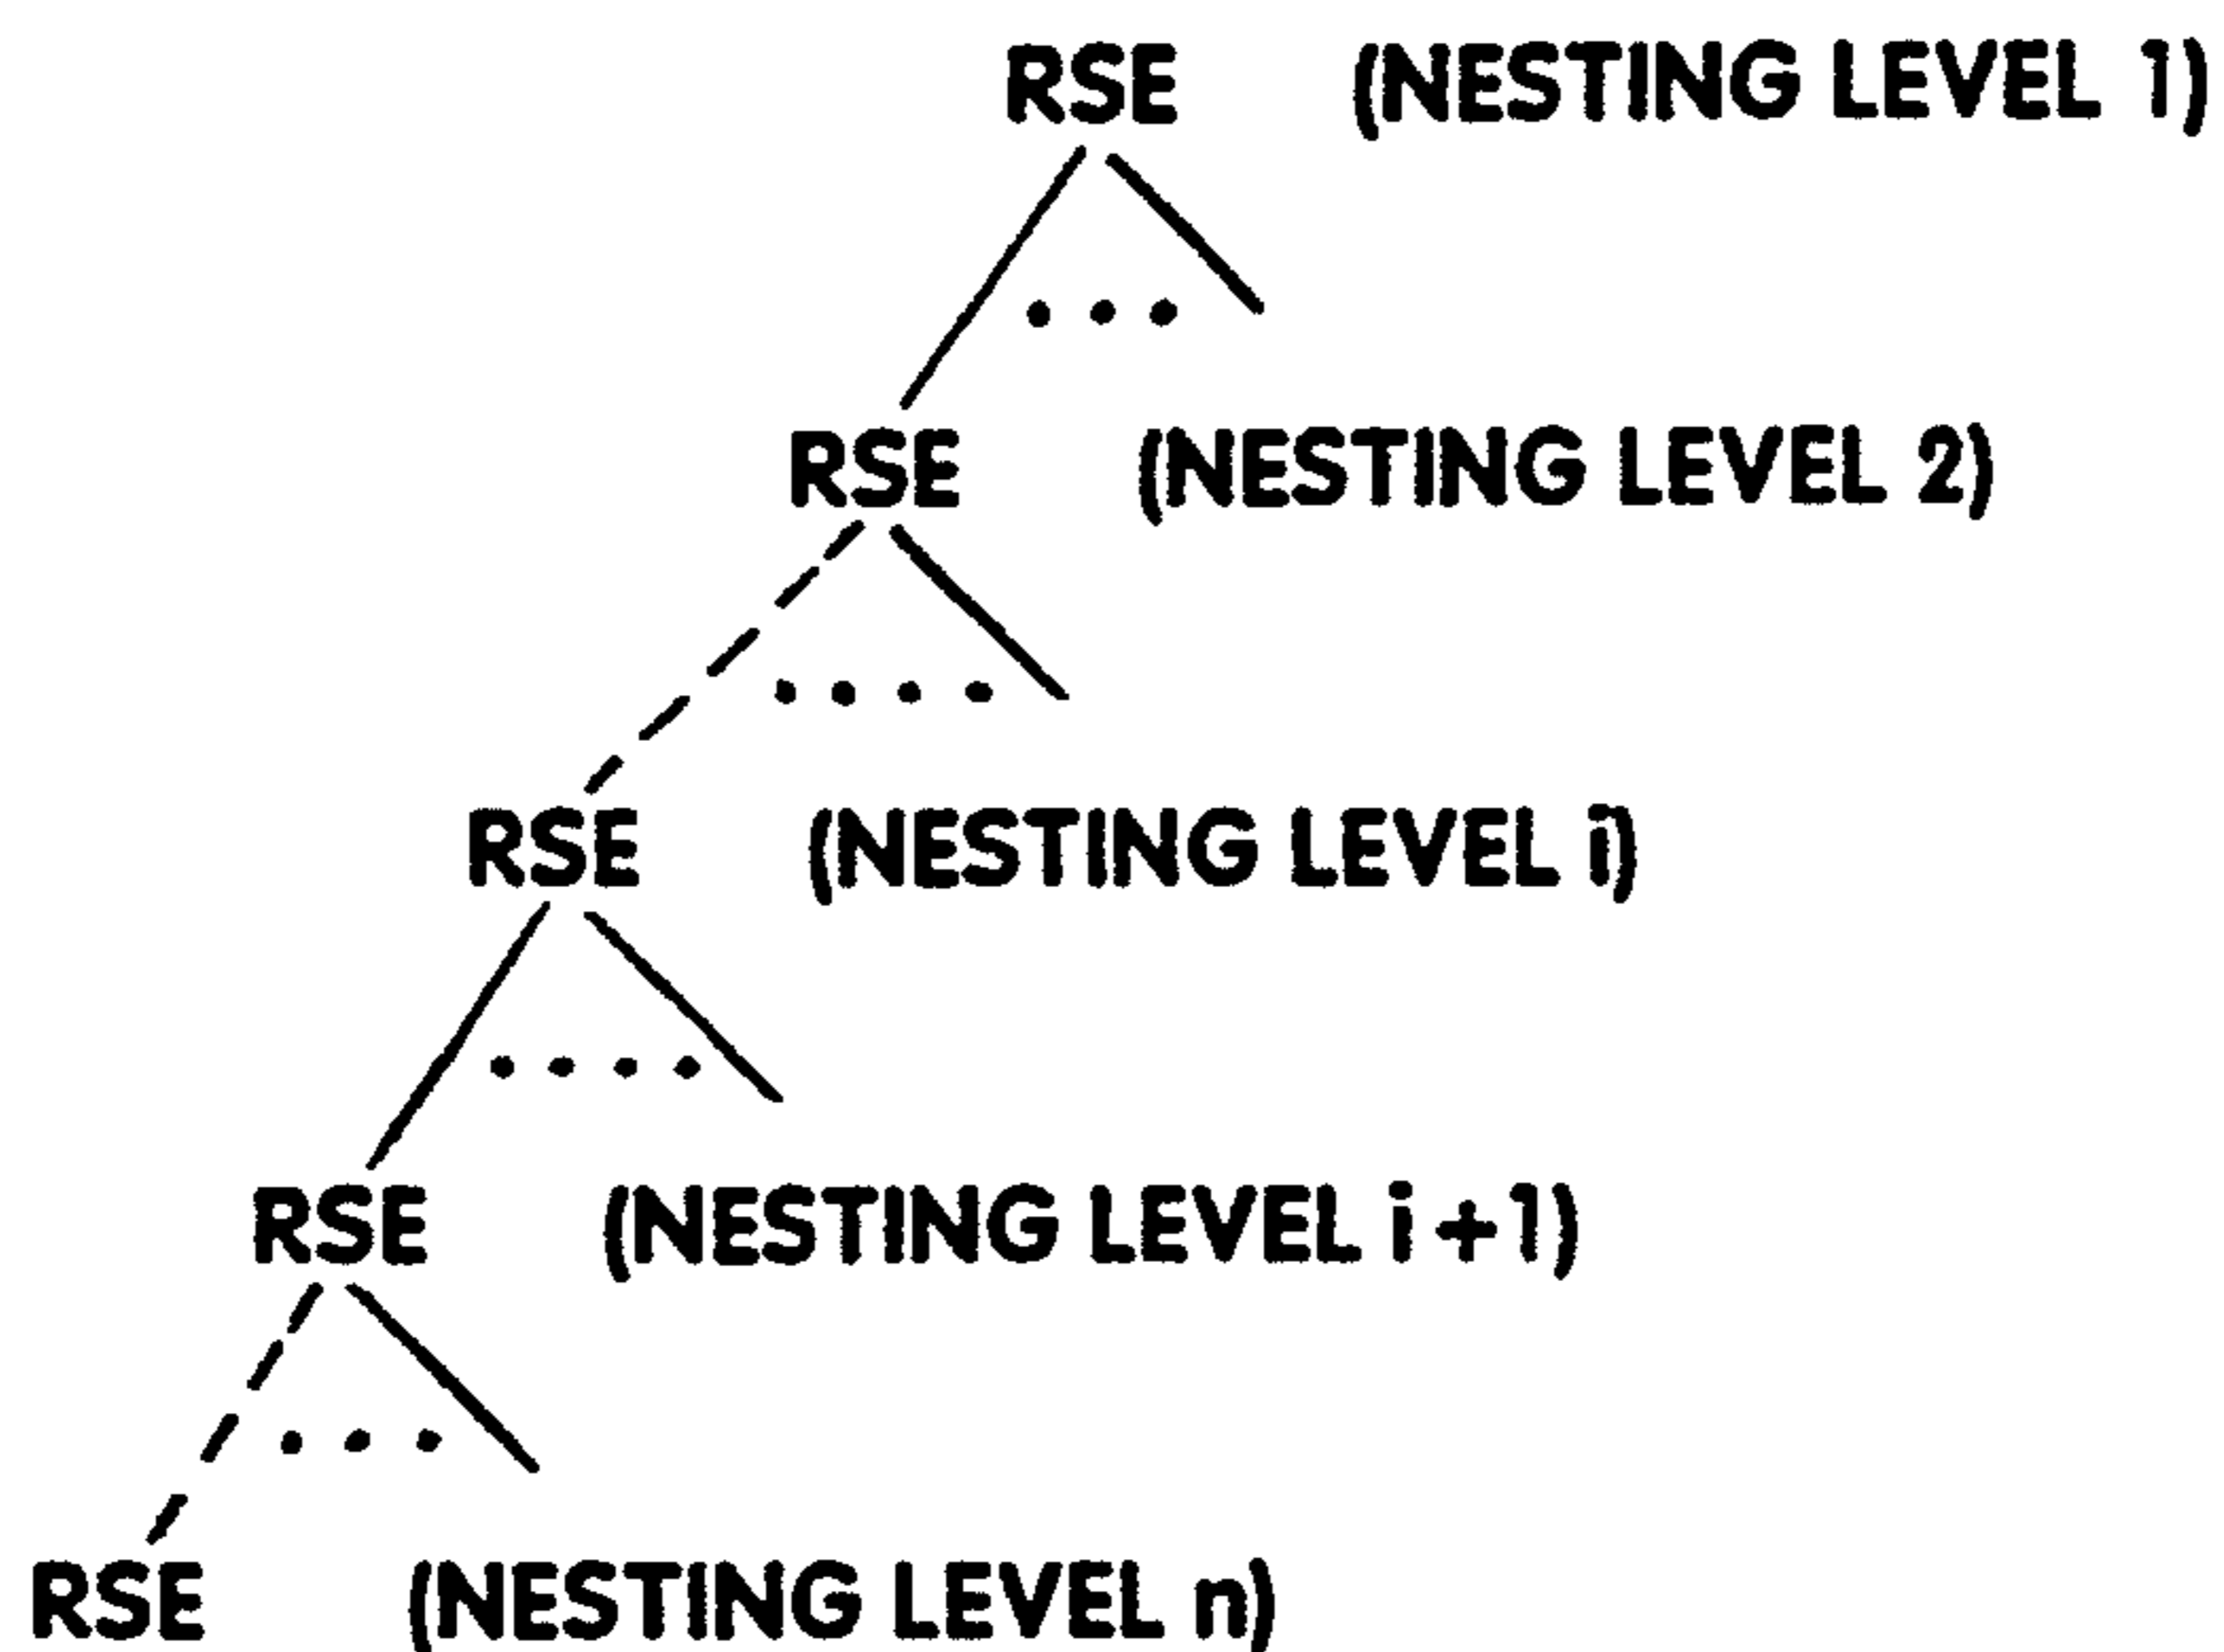 RSE (NESTING LEVEL 1)
RSE (NESTING LEVEL 2)
RSE (NESTING LEVEL i)
RSE (NESTING LEVEL i + 1)
RSE (NESTING LEVEL n)